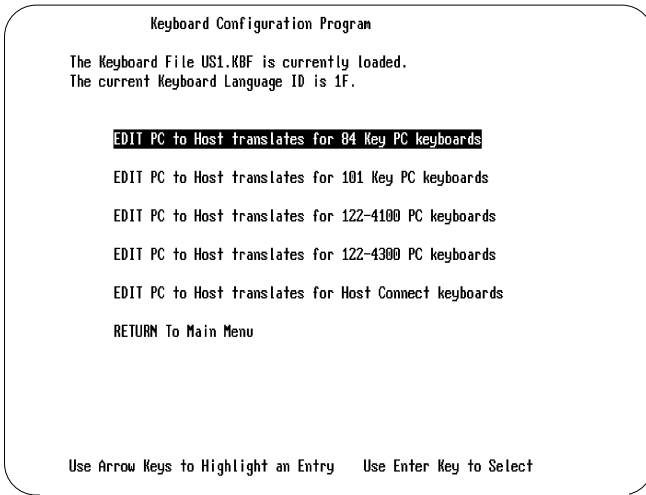 Keyboard Configuration Program
The Keyboard File US1.KBF is currently loaded.
The current Keyboard Language ID is 1F.
EDIT PC to Host translates for 84 Key PC keyboards
EDIT PC to Host translates for 101 Key PC keyboards
EDIT PC to Host translates for 122-4100 PC keyboards
EDIT PC to Host translates for 122-4300 PC keyboards
EDIT PC to Host translates for Host Connect keyboards
RETURN To Main Menu
Use Arrow Keys to Highlight an Entry    Use Enter Key to Select